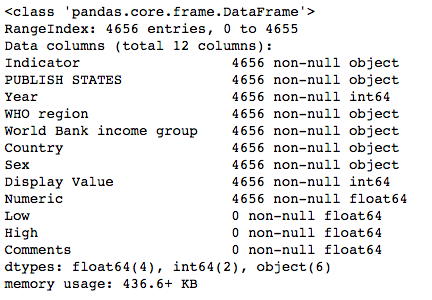 <class 'pandas.core.frame.DataFrame'>
RangeIndex: 4656 entries, 0 to 4655
Data columns (total 12 columns):
Indicator 4656 non-null object
PUBLISH STATES 4656 non-null object
Year 4656 non-null int64
WHO region 4656 non-null object
World Bank income group 4656 non-null object
Country 4656 non-null object
Sex 4656 non-null object
Display Value 4656 non-null int64
Numeric 4656 non-null float64
Low 0 non-null float64
High 0 non-null float64
Comments 0 non-null float64
dtypes: float64(4), int64(2), object(6)
memory usage: 436.6+ KB